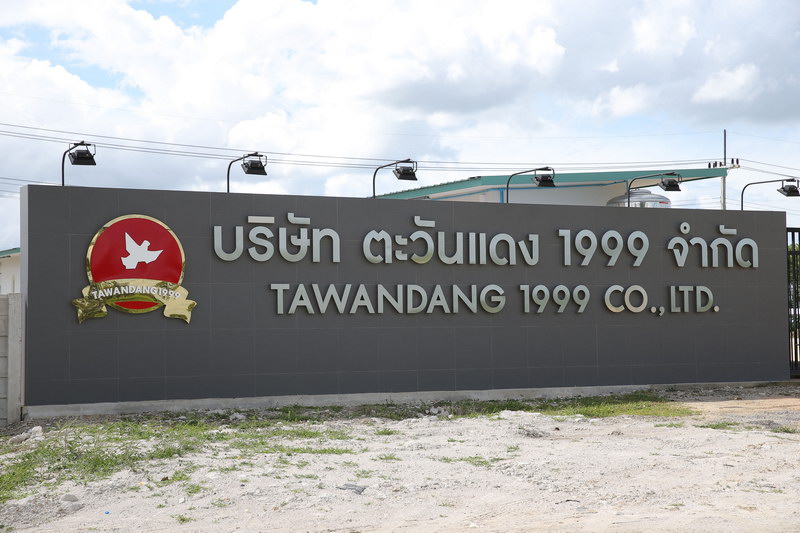 บริษัท ตะวันแดง 1999 จำกัด
TAWANDANG 1999 CO.,LTD.
TAWANDANG1999